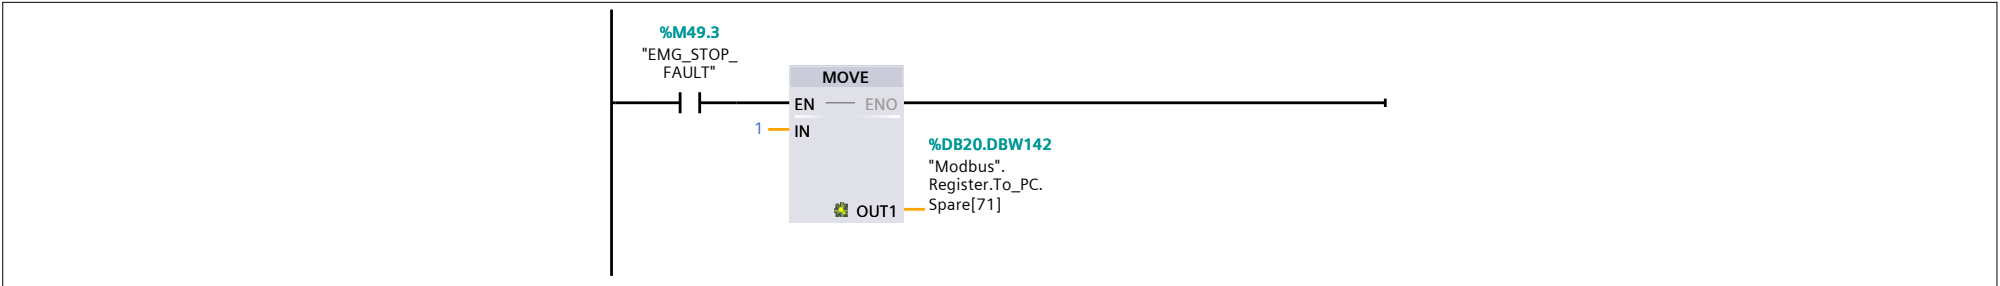 %M49.3
"EMG_STOP_
FAULT"
MOVE
EN ENO
1 IN
%DB20.DBW142
"Modbus".
Register.To_PC.
Spare[71]
OUT1